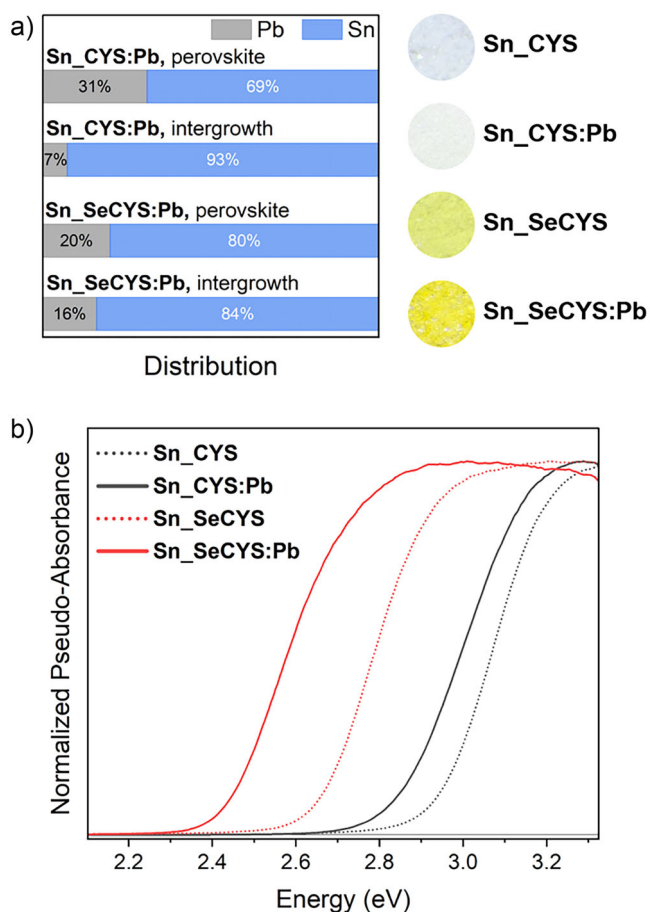 a)
Pb Sn
Sn_CYS:Pb, perovskite
31% 69%
Sn_CYS:Pb, intergrowth
7% 93%
Sn_SeCYS:Pb, perovskite
20% 80%
Sn_SeCYS:Pb, intergrowth
16% 84%
Distribution
Sn_CYS
Sn_CYS:Pb
Sn_SeCYS
Sn_SeCYS:Pb
b)
Normalized Pseudo-Absorbance
Sn_CYS
Sn_CYS:Pb
Sn_SeCYS
Sn_SeCYS:Pb
2.2 2.4 2.6 2.8 3.0 3.2
Energy (eV)